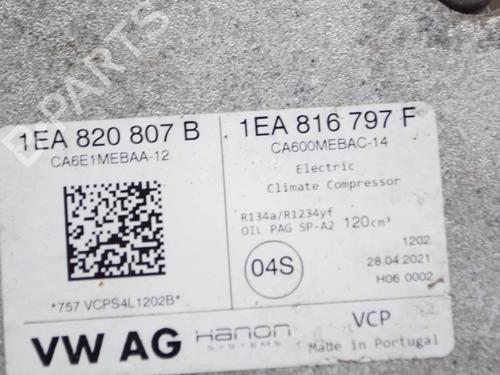 B-PARTS
1EA 820 807 B
CA6E1MEBAA-12
*757 VCPS4L1202B*
1EA 816 797 F
CA600MEBAC-14
Electric
Climate Compressor
R134a/R1234yf
OIL PAG SP-A2 120cm³
04S
1202
28.04.2021
H06 0002
VW AG
Hanon
SYSTEMS
VCP
Made in Portugal